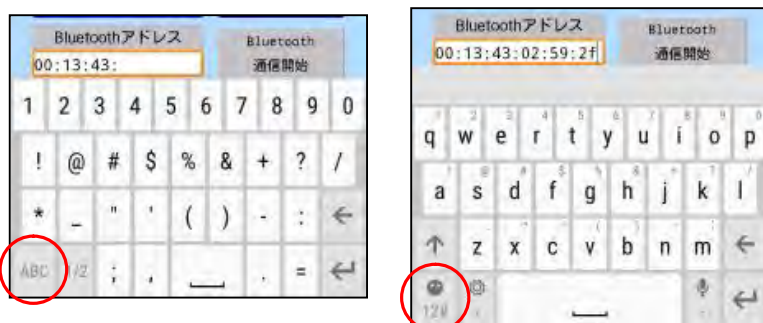 Bluetoothアドレス
Bluetooth
00:13:43:
通信開始
1 2 3 4 5 6 7 8 9 0
! @ # $ % & + ? /
* _ " ' ( ) - :
ABC 1/2 ; , . =
Bluetoothアドレス
Bluetooth
00:13:43:02:59:2f
通信開始
q w e r t y u i o p
a s d f g h j k l
z x c v b n m
12#